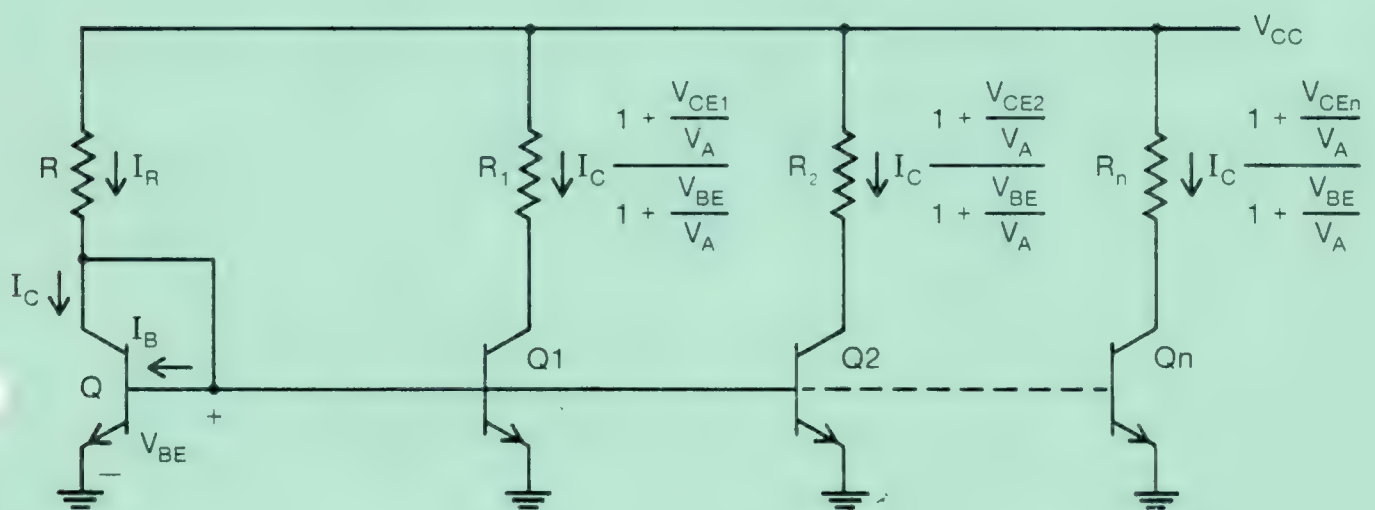 V_CC
R
I_R
R_1
I_C
1 + V_CE1/V_A
1 + V_BE/V_A
R_2
I_C
1 + V_CE2/V_A
1 + V_BE/V_A
R_n
I_C
1 + V_CEn/V_A
1 + V_BE/V_A
I_C
I_B
Q
+
V_BE
−
Q1
Q2
Qn